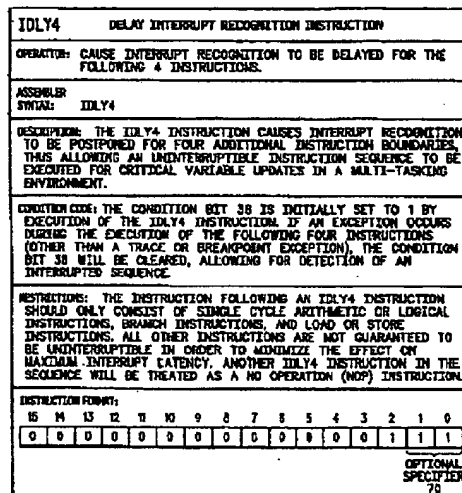 IDLY4 DELAY INTERRUPT RECOGNITION INSTRUCTION
OPERATION: CAUSE INTERRUPT RECOGNITION TO BE DELAYED FOR THE
FOLLOWING 4 INSTRUCTIONS.
ASSEMBLER
SYNTAX: IDLY4
DESCRIPTION: THE IDLY4 INSTRUCTION CAUSES INTERRUPT RECOGNITION
TO BE POSTPONED FOR FOUR ADDITIONAL INSTRUCTION BOUNDARIES,
THUS ALLOWING AN UNINTERRUPTIBLE INSTRUCTION SEQUENCE TO BE
EXECUTED FOR CRITICAL VARIABLE UPDATES IN A MULTI-TASKING
ENVIRONMENT.
CONDITION CODE: THE CONDITION BIT 38 IS INITIALLY SET TO 1 BY
EXECUTION OF THE IDLY4 INSTRUCTION. IF AN EXCEPTION OCCURS
DURING THE EXECUTION OF THE FOLLOWING FOUR INSTRUCTIONS
(OTHER THAN A TRACE OR BREAKPOINT EXCEPTION), THE CONDITION
BIT 38 WILL BE CLEARED, ALLOWING FOR DETECTION OF AN
INTERRUPTED SEQUENCE.
RESTRICTIONS: THE INSTRUCTION FOLLOWING AN IDLY4 INSTRUCTION
SHOULD ONLY CONSIST OF SINGLE CYCLE ARITHMETIC OR LOGICAL
INSTRUCTIONS, BRANCH INSTRUCTIONS, AND LOAD OR STORE
INSTRUCTIONS. ALL OTHER INSTRUCTIONS ARE NOT GUARANTEED TO
BE UNINTERRUPTIBLE IN ORDER TO MINIMIZE THE EFFECT ON
MAXIMUM INTERRUPT LATENCY. ANOTHER IDLY4 INSTRUCTION IN THE
SEQUENCE WILL BE TREATED AS A NO OPERATION (NOP) INSTRUCTION.
INSTRUCTION FORMAT:
15 14 13 12 11 10 9 8 7 6 5 4 3 2 1 0
0 0 0 0 0 0 0 0 0 0 0 0 0 1 1 1
OPTIONAL
SPECIFIER
70